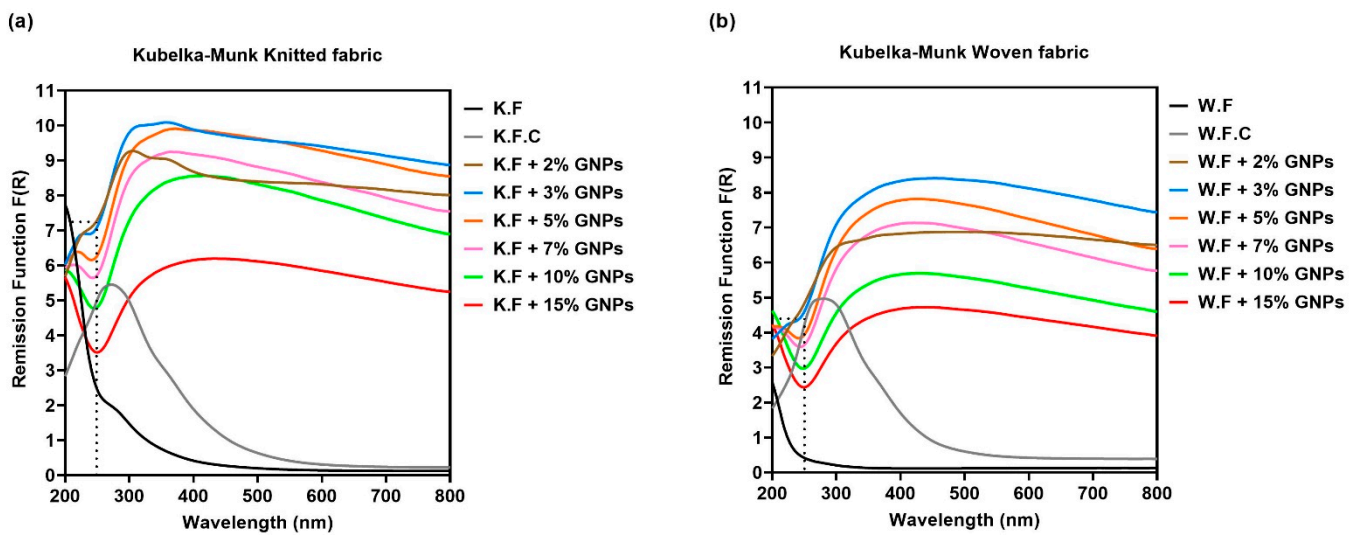 (a)
Kubelka-Munk Knitted fabric
Remission Function F(R)
11
10
9
8
7
6
5
4
3
2
1
0
200 300 400 500 600 700 800
Wavelength (nm)
K.F
K.F.C
K.F + 2% GNPs
K.F + 3% GNPs
K.F + 5% GNPs
K.F + 7% GNPs
K.F + 10% GNPs
K.F + 15% GNPs
(b)
Kubelka-Munk Woven fabric
Remission Function F(R)
11
10
9
8
7
6
5
4
3
2
1
0
200 300 400 500 600 700 800
Wavelength (nm)
W.F
W.F.C
W.F + 2% GNPs
W.F + 3% GNPs
W.F + 5% GNPs
W.F + 7% GNPs
W.F + 10% GNPs
W.F + 15% GNPs